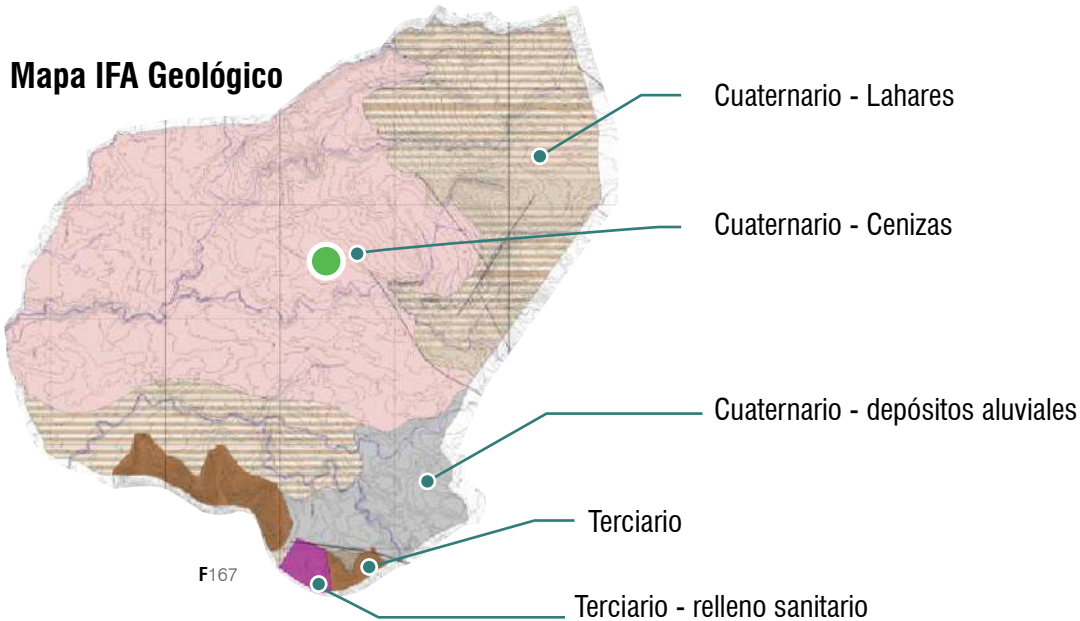 Mapa IFA Geológico
Cuaternario - Lahares
Cuaternario - Cenizas
Cuaternario - depósitos aluviales
Terciario
F167
Terciario - relleno sanitario